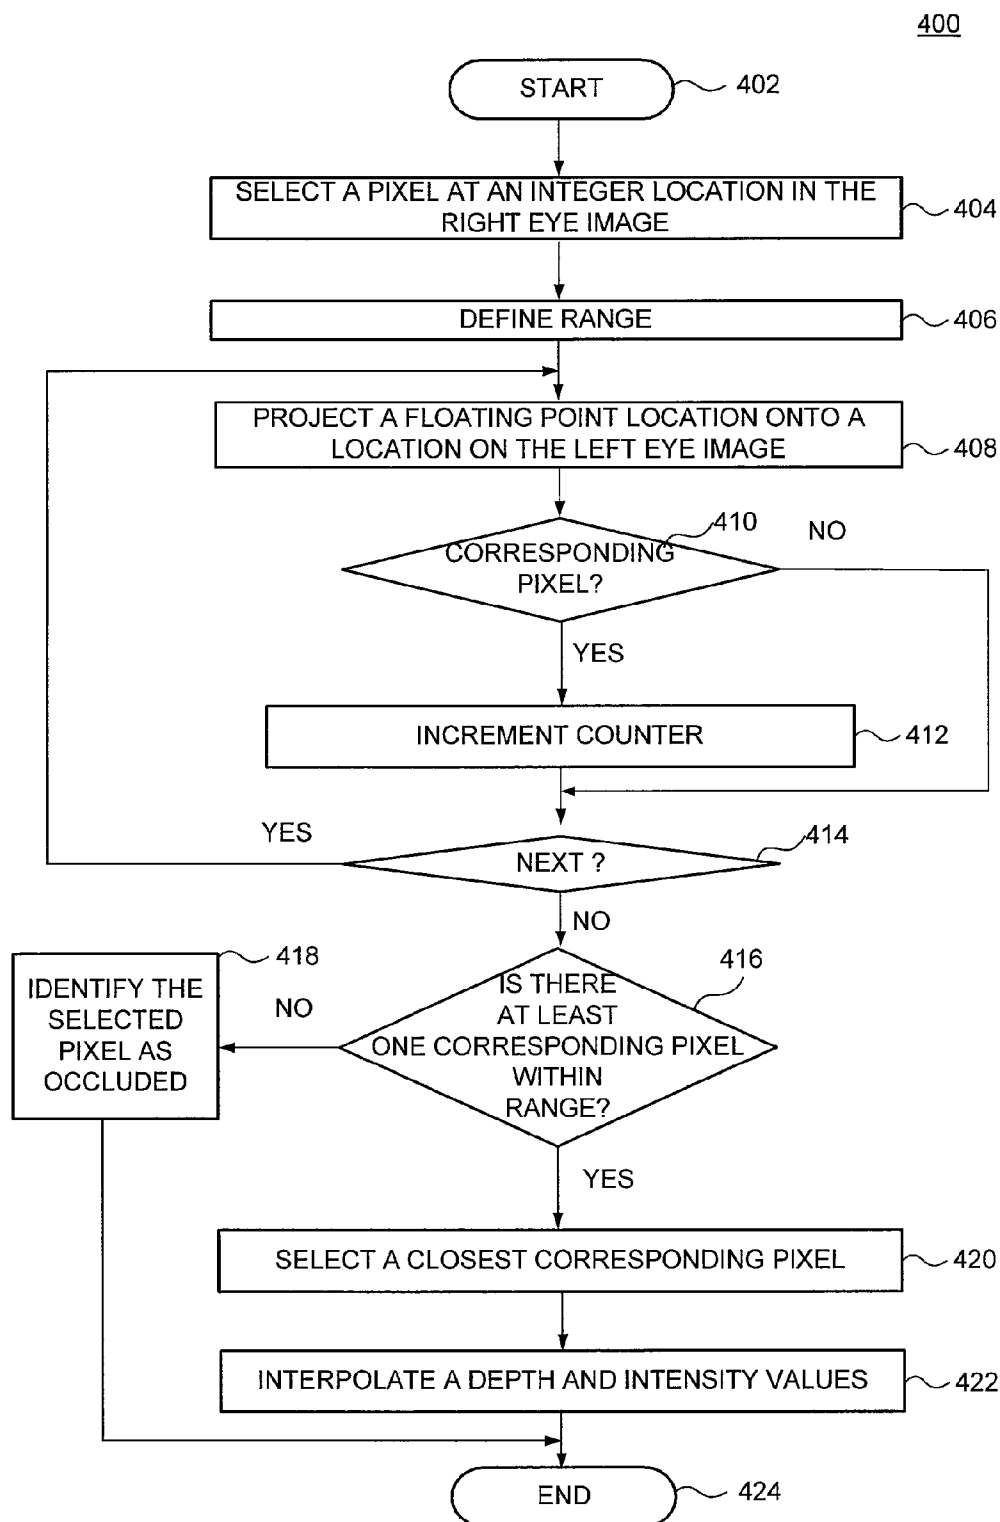 400
START
402
SELECT A PIXEL AT AN INTEGER LOCATION IN THE
RIGHT EYE IMAGE
404
DEFINE RANGE
406
PROJECT A FLOATING POINT LOCATION ONTO A
LOCATION ON THE LEFT EYE IMAGE
408
410
NO
CORRESPONDING
PIXEL?
YES
INCREMENT COUNTER
412
YES
414
NEXT ?
NO
418
416
IDENTIFY THE
SELECTED
PIXEL AS
OCCLUDED
NO
IS THERE
AT LEAST
ONE CORRESPONDING PIXEL
WITHIN
RANGE?
YES
SELECT A CLOSEST CORRESPONDING PIXEL
420
INTERPOLATE A DEPTH AND INTENSITY VALUES
422
END
424